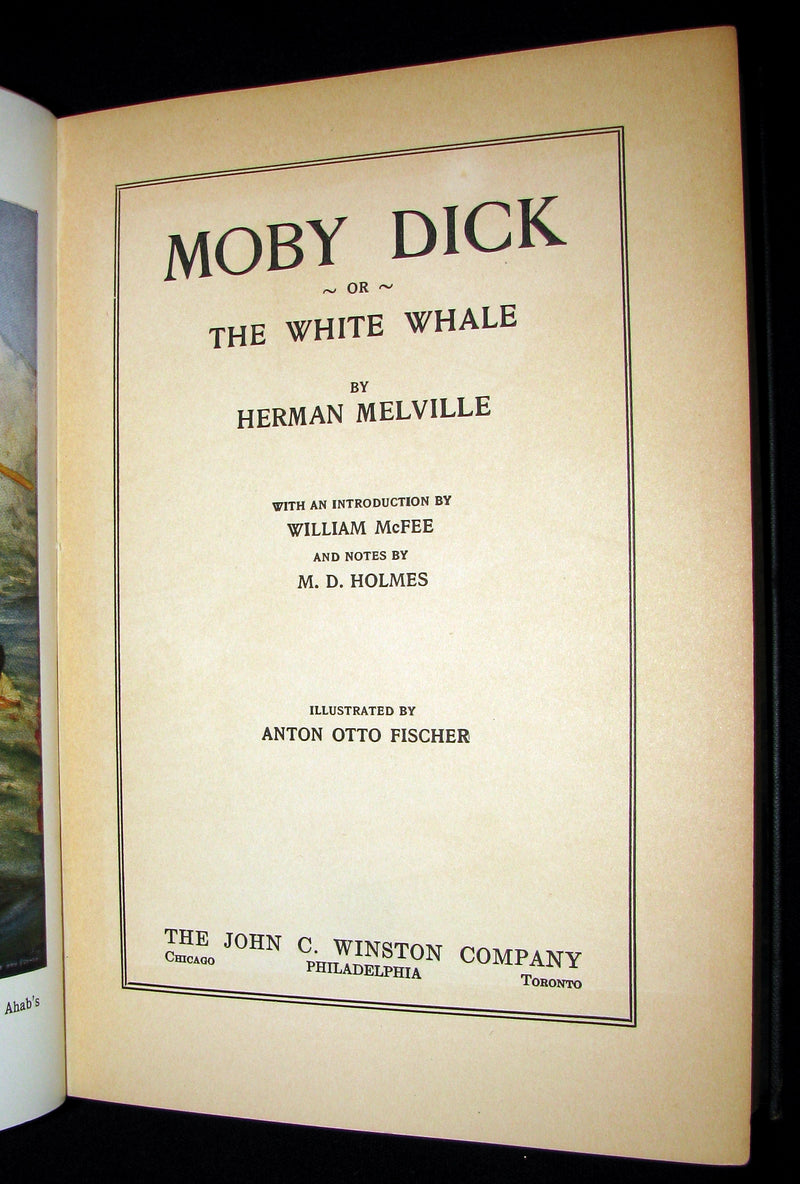 MOBY DICK
~ OR ~
THE WHITE WHALE
BY
HERMAN MELVILLE
WITH AN INTRODUCTION BY
WILLIAM McFEE
AND NOTES BY
M. D. HOLMES
ILLUSTRATED BY
ANTON OTTO FISCHER
THE JOHN C. WINSTON COMPANY
CHICAGO PHILADELPHIA TORONTO
Ahab's